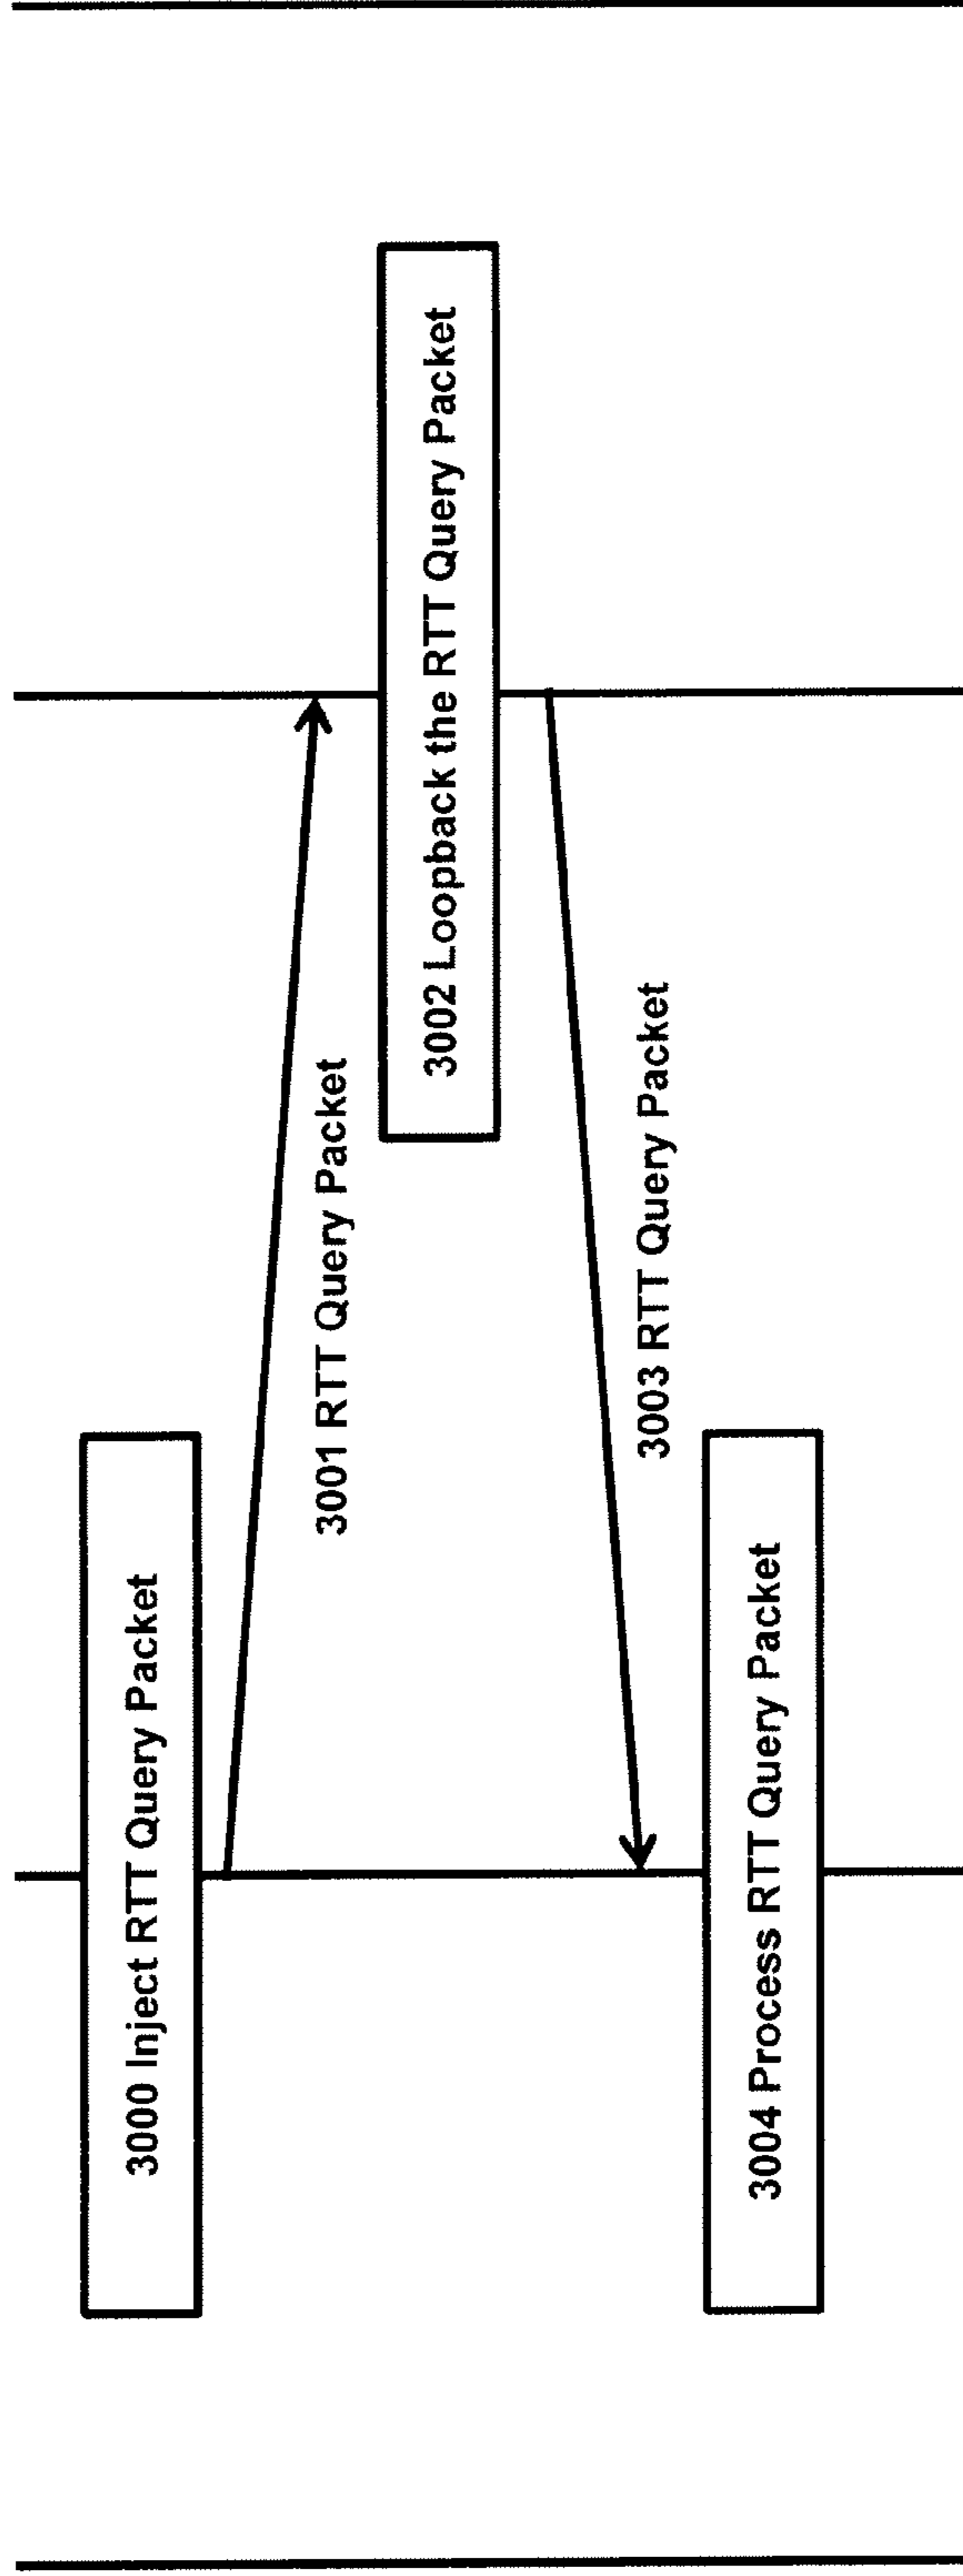 3000 Inject RTT Query Packet
3001 RTT Query Packet
3002 Loopback the RTT Query Packet
3003 RTT Query Packet
3004 Process RTT Query Packet